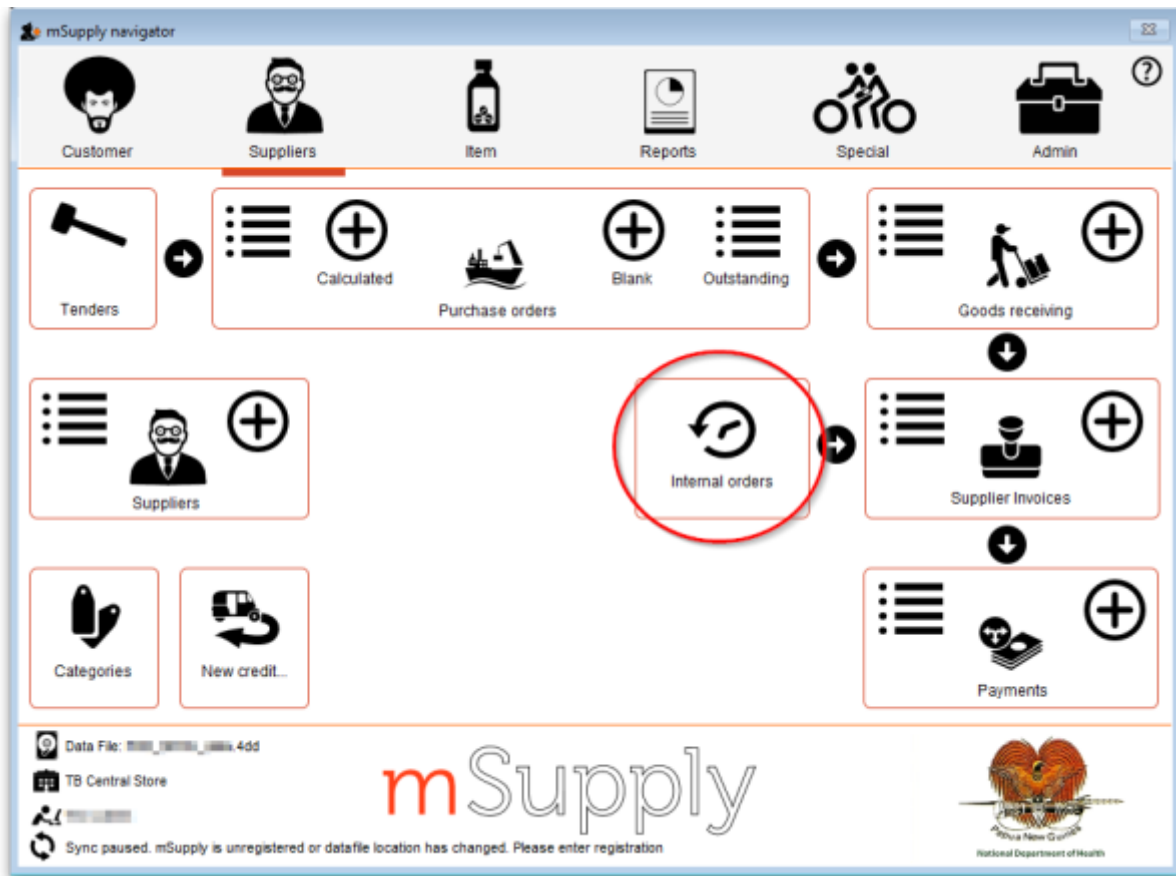 mSupply navigator
Customer
Suppliers
Item
Reports
Special
Admin
?
Calculated
Blank
Outstanding
Tenders
Purchase orders
Goods receiving
Suppliers
Internal orders
Supplier Invoices
Categories
New credit...
Payments
Data File: .4dd
TB Central Store
Sync paused. mSupply is unregistered or datafile location has changed. Please enter registration
mSupply
Papua New Guinea
National Department of Health